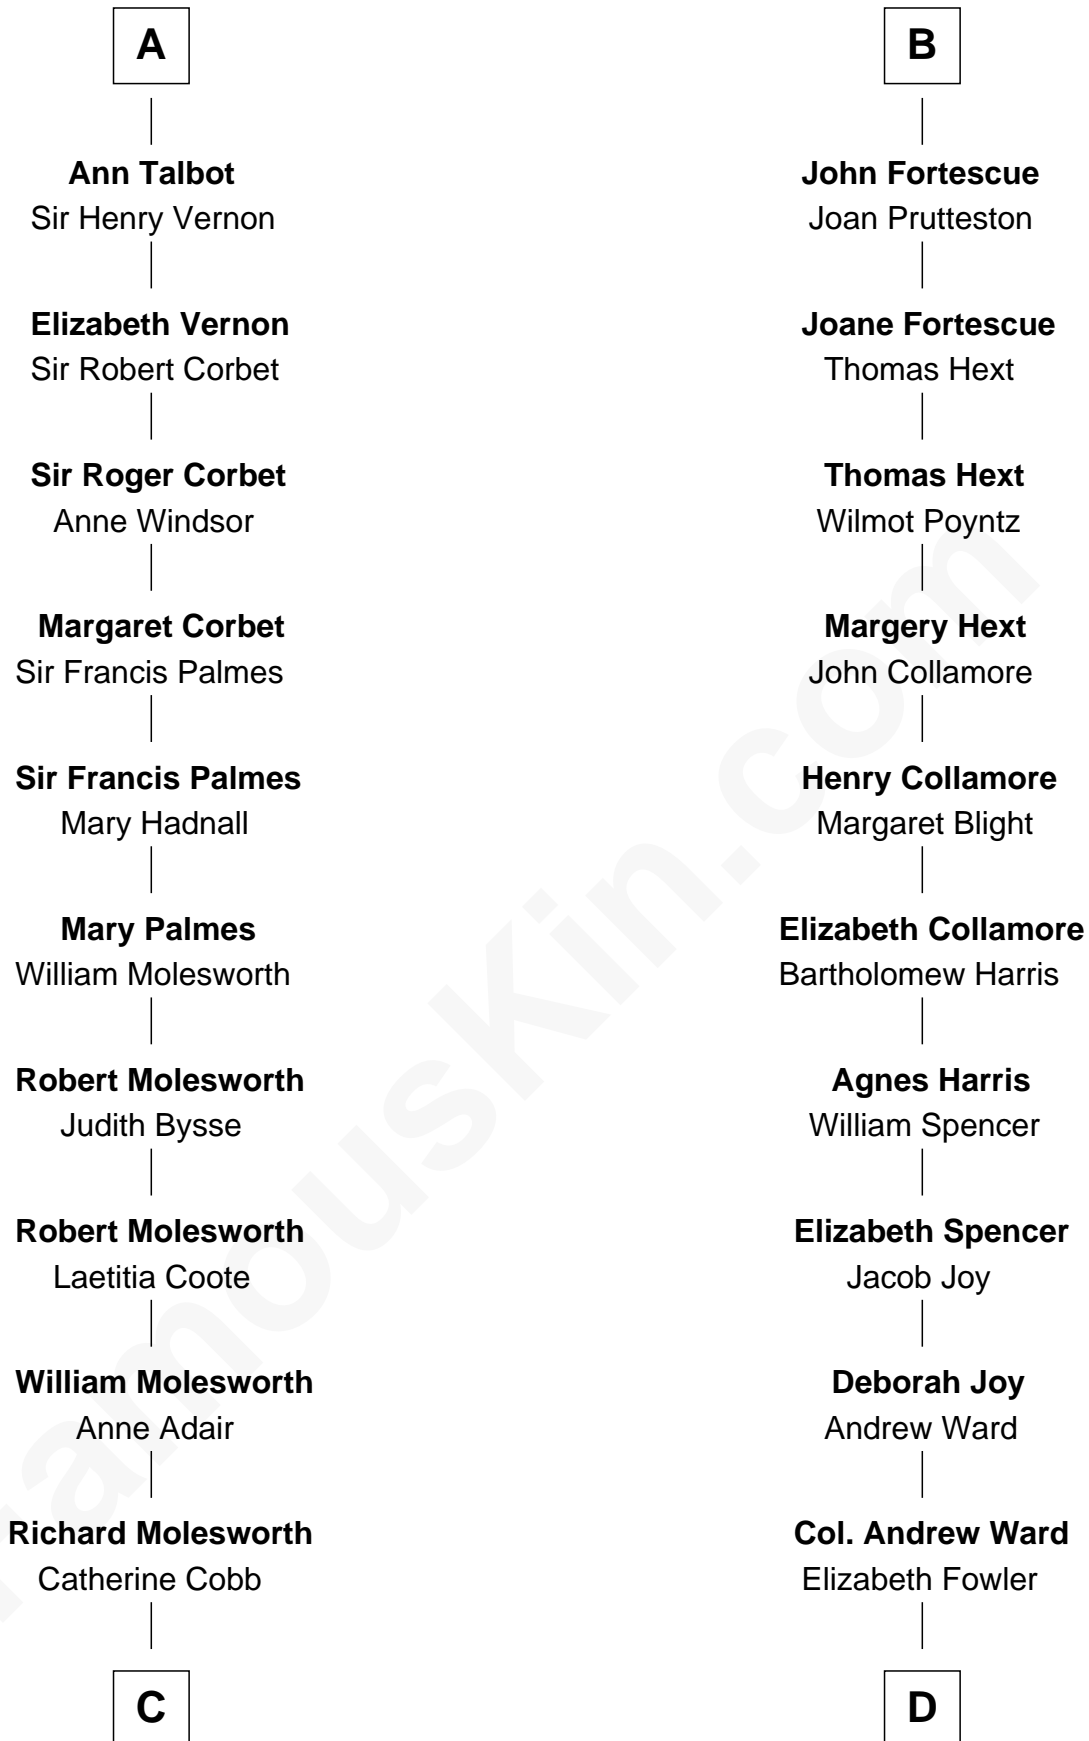 A
Ann Talbot
Sir Henry Vernon
Elizabeth Vernon
Sir Robert Corbet
Sir Roger Corbet
Anne Windsor
Margaret Corbet
Sir Francis Palmes
Sir Francis Palmes
Mary Hadnall
Mary Palmes
William Molesworth
Robert Molesworth
Judith Bysse
Robert Molesworth
Laetitia Coote
William Molesworth
Anne Adair
Richard Molesworth
Catherine Cobb
C
B
John Fortescue
Joan Prutteston
Joane Fortescue
Thomas Hext
Thomas Hext
Wilmot Poyntz
Margery Hext
John Collamore
Henry Collamore
Margaret Blight
Elizabeth Collamore
Bartholomew Harris
Agnes Harris
William Spencer
Elizabeth Spencer
Jacob Joy
Deborah Joy
Andrew Ward
Col. Andrew Ward
Elizabeth Fowler
D
FamousKin.com